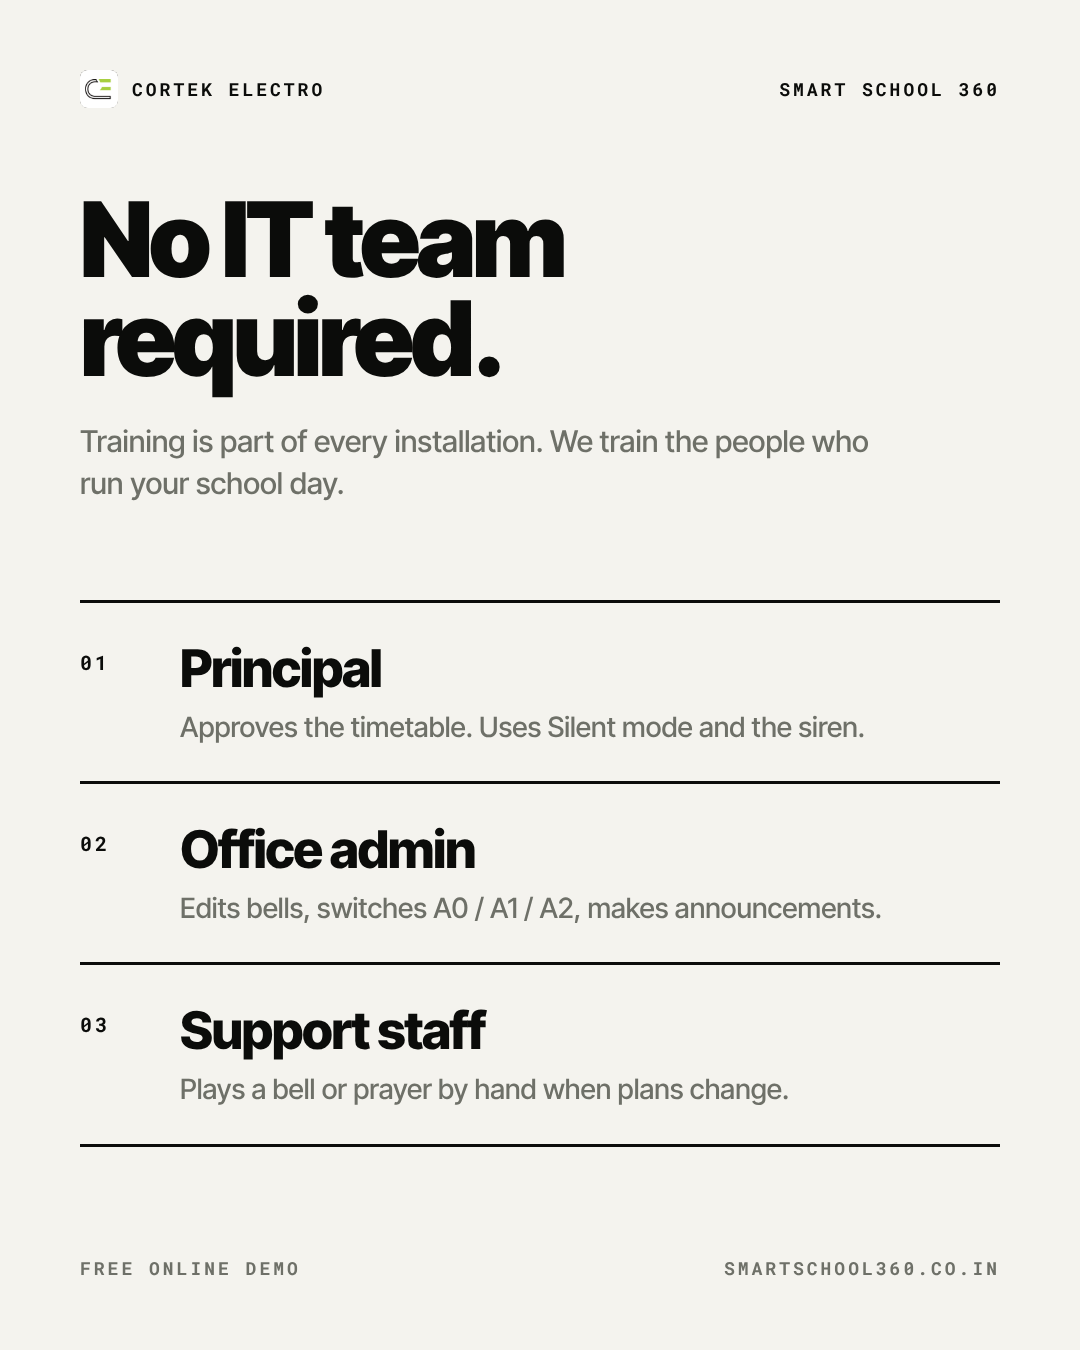 CORTEK ELECTRO
SMART SCHOOL 360
No IT team
required.
Training is part of every installation. We train the people who
run your school day.
01
Principal
Approves the timetable. Uses Silent mode and the siren.
02
Office admin
Edits bells, switches A0 / A1 / A2, makes announcements.
03
Support staff
Plays a bell or prayer by hand when plans change.
FREE ONLINE DEMO
SMARTSCHOOL360.CO.IN